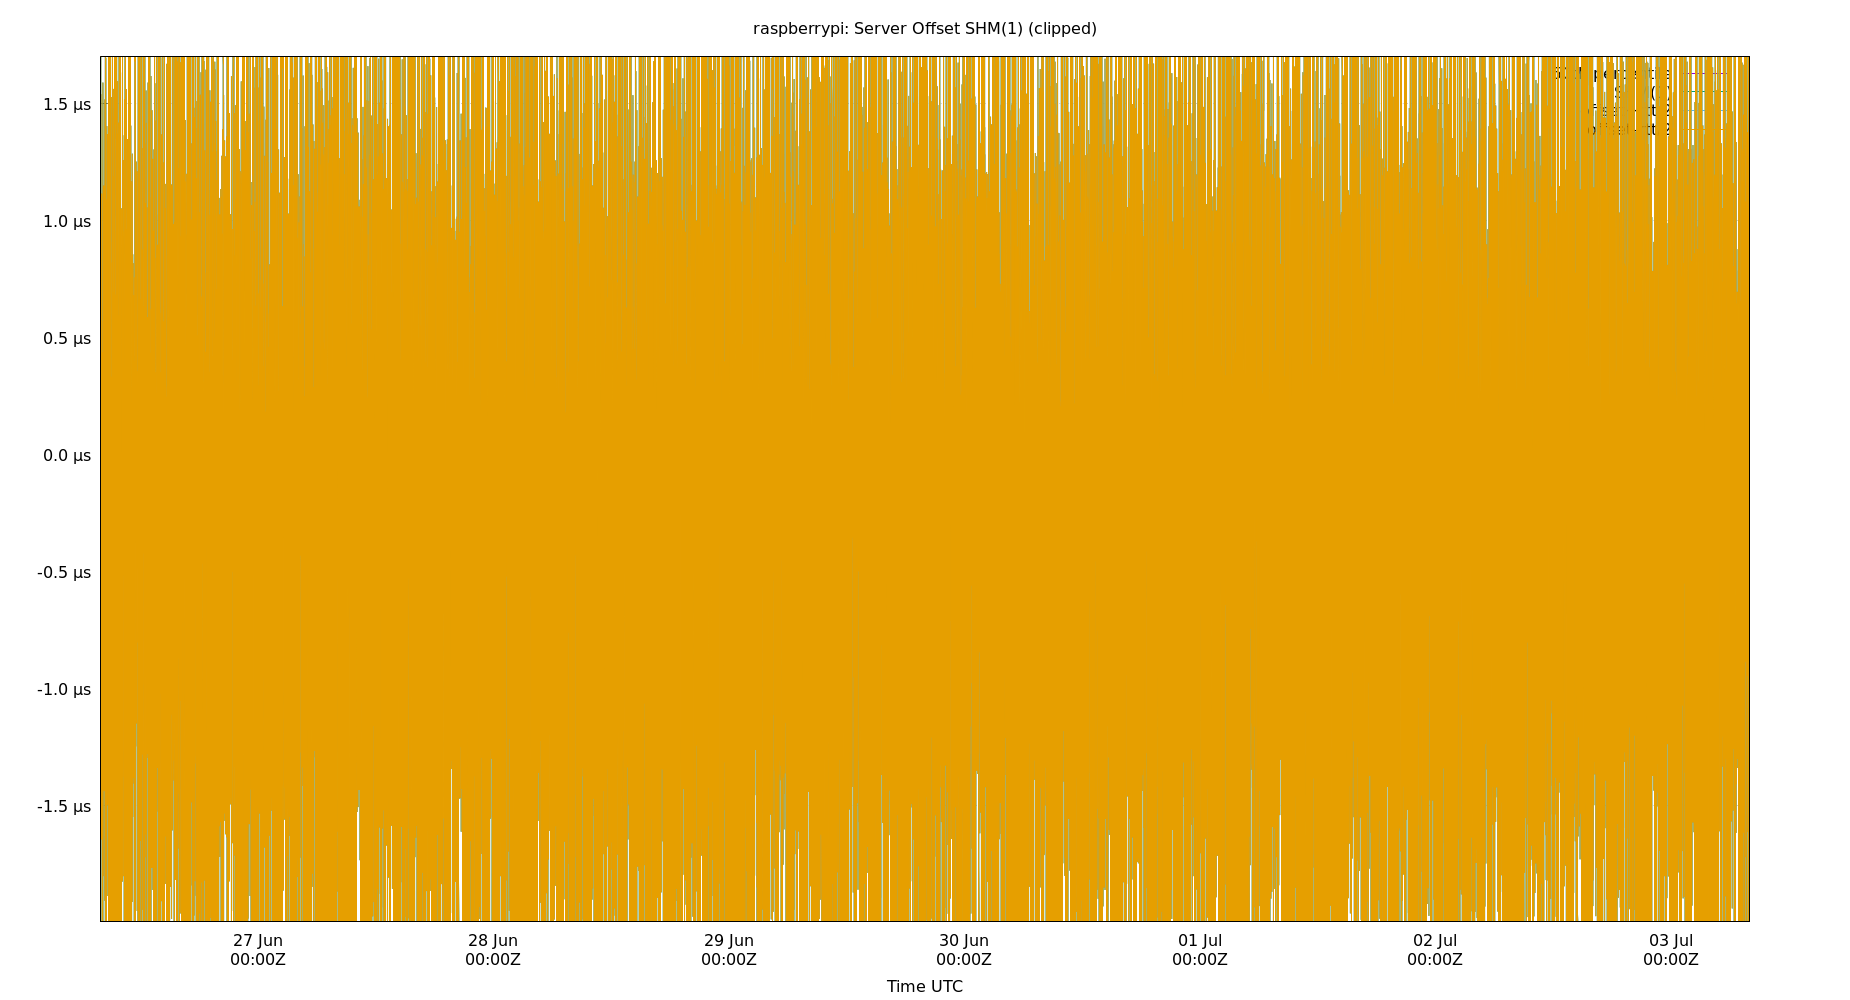 raspberrypi: Server Offset SHM(1) (clipped)
1.5 µs
1.0 µs
0.5 µs
0.0 µs
-0.5 µs
-1.0 µs
-1.5 µs
27 Jun
00:00Z
28 Jun
00:00Z
29 Jun
00:00Z
30 Jun
00:00Z
01 Jul
00:00Z
02 Jul
00:00Z
03 Jul
00:00Z
Time UTC